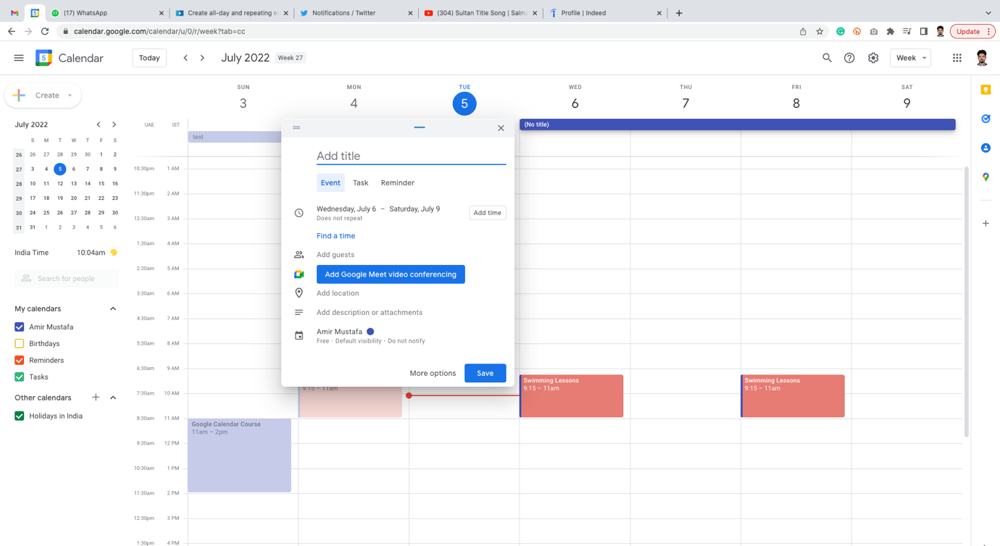 (17) WhatsApp
Create all-day and repeating ev
Notifications / Twitter
(304) Sultan Title Song | Salma
Profile | Indeed
calendar.google.com/calendar/u/0/r/week?tab=cc
Update
5 Calendar
Today
July 2022
Week 27
Week
Create
SUN MON TUE WED THU FRI SAT
3 4 5 6 7 8 9
UAE IST
test
(No title)
July 2022
S M T W T F S
26 26 27 28 29 30 1 2
27 3 4 5 6 7 8 9
28 10 11 12 13 14 15 16
29 17 18 19 20 21 22 23
30 24 25 26 27 28 29 30
31 31 1 2 3 4 5 6
India Time 10:04am
Search for people
My calendars
Amir Mustafa
Birthdays
Reminders
Tasks
Other calendars
Holidays in India
10:30pm 1 AM
11:30pm 2 AM
12:30am 3 AM
1:30am 4 AM
2:30am 5 AM
3:30am 6 AM
4:30am 7 AM
5:30am 8 AM
6:30am 9 AM
7:30am 10 AM
8:30am 11 AM
9:30am 12 PM
10:30am 1 PM
11:30am 2 PM
12:30pm 3 PM
1:30pm 4 PM
Add title
Event Task Reminder
Wednesday, July 6 – Saturday, July 9
Does not repeat
Add time
Find a time
Add guests
Add Google Meet video conferencing
Add location
Add description or attachments
Amir Mustafa
Free · Default visibility · Do not notify
More options
Save
9:15 – 11am
Swimming Lessons
9:15 – 11am
Swimming Lessons
9:15 – 11am
Google Calendar Course
11am – 2pm